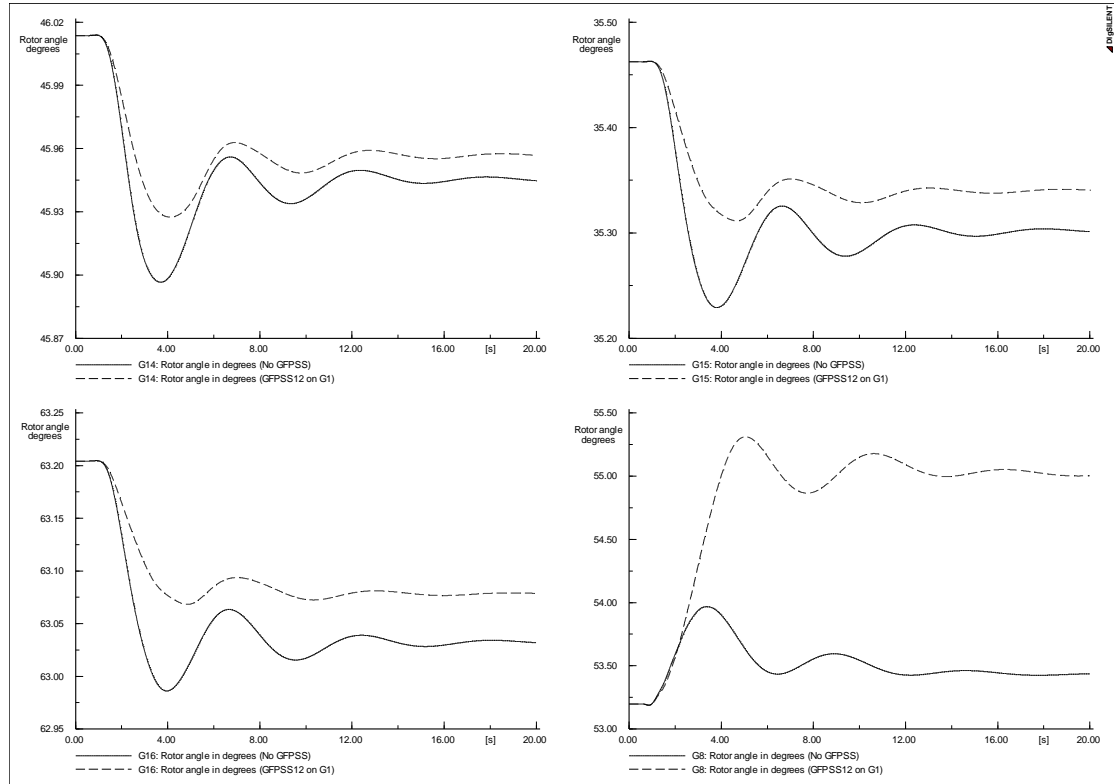 DIgSILENT
46.02
Rotor angle
degrees
45.99
45.96
45.93
45.90
45.87
0.00 4.00 8.00 12.00 16.00 [s] 20.00
G14: Rotor angle in degrees (No GFPSS)
G14: Rotor angle in degrees (GFPSS12 on G1)
35.50
Rotor angle
degrees
35.40
35.30
35.20
0.00 4.00 8.00 12.00 16.00 [s] 20.00
G15: Rotor angle in degrees (No GFPSS)
G15: Rotor angle in degrees (GFPSS12 on G1)
63.25
Rotor angle
degrees
63.20
63.15
63.10
63.05
63.00
62.95
0.00 4.00 8.00 12.00 16.00 [s] 20.00
G16: Rotor angle in degrees (No GFPSS)
G16: Rotor angle in degrees (GFPSS12 on G1)
55.50
Rotor angle
degrees
55.00
54.50
54.00
53.50
53.00
0.00 4.00 8.00 12.00 16.00 [s] 20.00
G8: Rotor angle in degrees (No GFPSS)
G8: Rotor angle in degrees (GFPSS12 on G1)